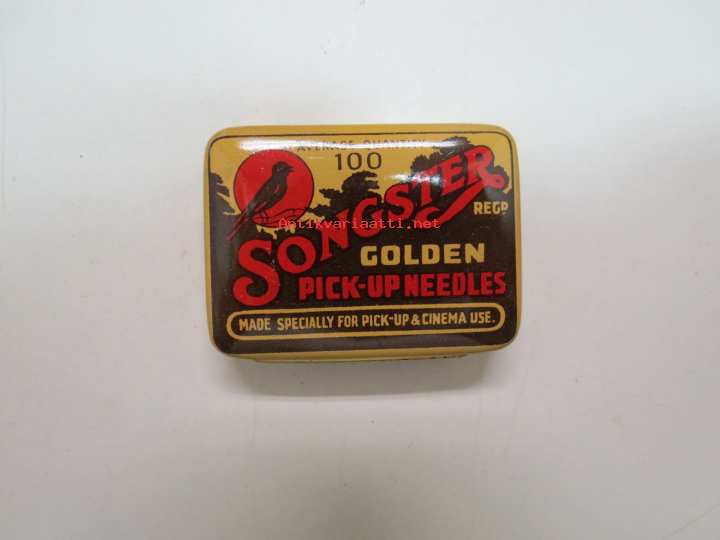 AVERAGE QUANTITY
100
SONGSTER
REGD
Antikvariaatti.net
GOLDEN
PICK-UP NEEDLES
MADE SPECIALLY FOR PICK-UP & CINEMA USE.